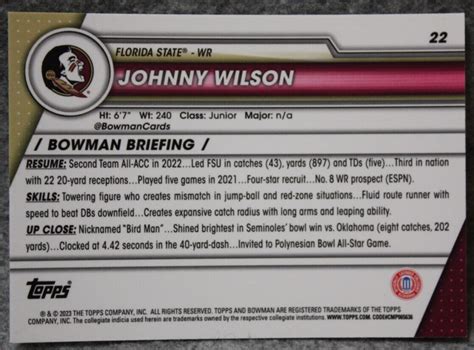 22
FLORIDA STATE® - WR
JOHNNY WILSON
Ht: 6'7" Wt: 240 Class: Junior Major: n/a
@BowmanCards
/ BOWMAN BRIEFING /
RESUME: Second Team All-ACC in 2022...Led FSU in catches (43), yards (897) and TDs (five)...Third in nation
with 22 20-yard receptions...Played five games in 2021...Four-star recruit...No. 8 WR prospect (ESPN).
SKILLS: Towering figure who creates mismatch in jump-ball and red-zone situations...Fluid route runner with
speed to beat DBs downfield...Creates expansive catch radius with long arms and leaping ability.
UP CLOSE: Nicknamed "Bird Man"...Shined brightest in Seminoles' bowl win vs. Oklahoma (eight catches, 202
yards)...Clocked at 4.42 seconds in the 40-yard-dash...Invited to Polynesian Bowl All-Star Game.
Topps
® & © 2023 THE TOPPS COMPANY, INC. ALL RIGHTS RESERVED. TOPPS AND BOWMAN ARE REGISTERED TRADEMARKS OF THE TOPPS
COMPANY, INC. The collegiate indicia used herein are trademarks owned by the respective collegiate institutions. WWW.TOPPS.COM. CODE#CMP005636